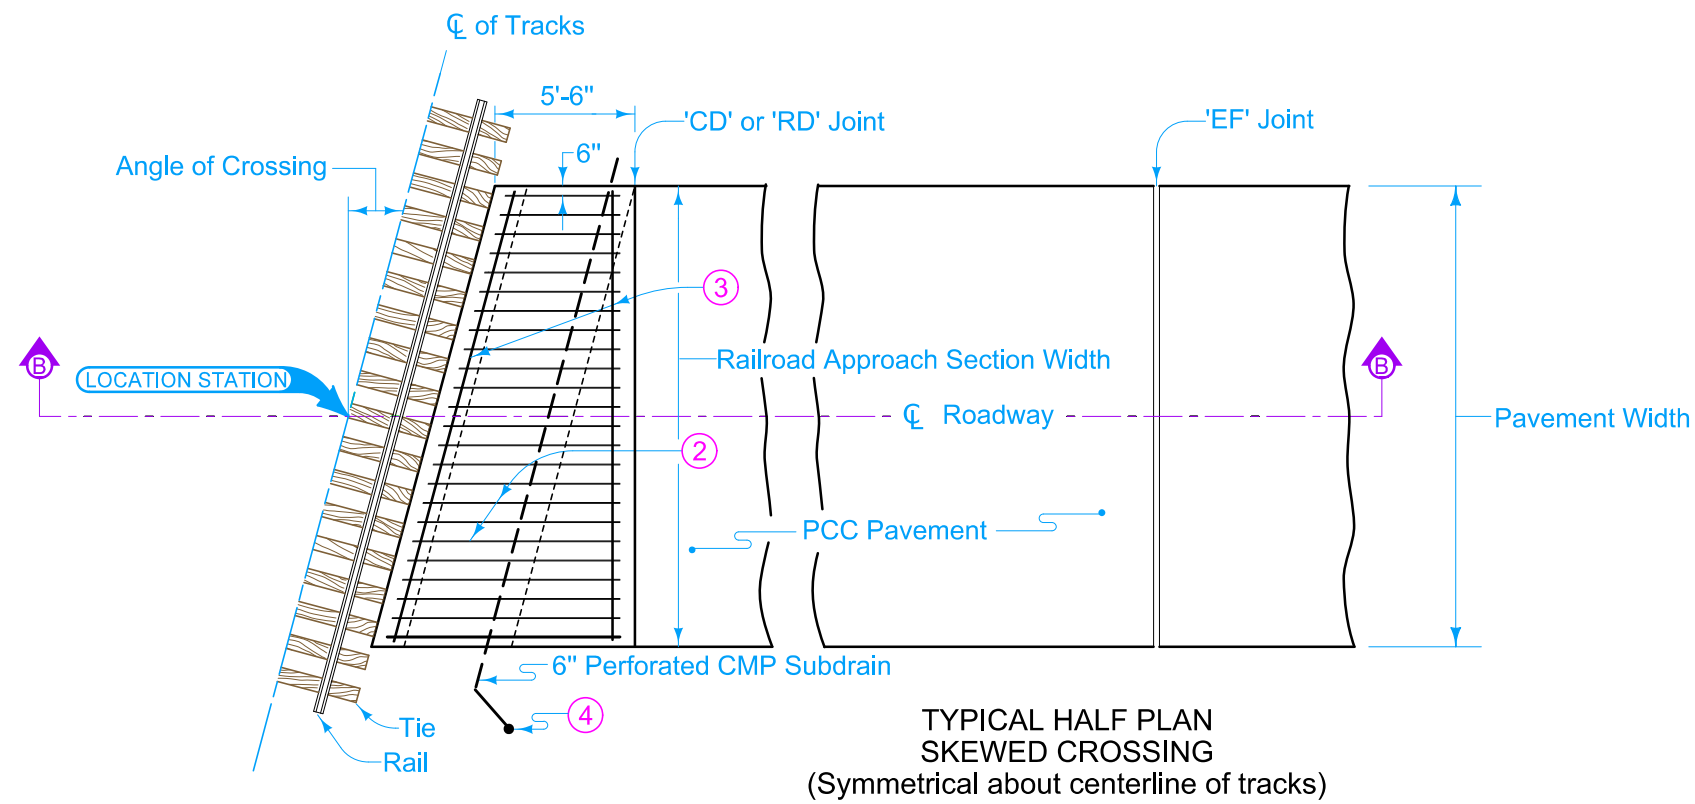 ℄ of Tracks
5'-6"
'CD' or 'RD' Joint
'EF' Joint
6"
Angle of Crossing
3
B
LOCATION STATION
Railroad Approach Section Width
B
℄ Roadway
Pavement Width
2
PCC Pavement
6" Perforated CMP Subdrain
4
Tie
Rail
TYPICAL HALF PLAN
SKEWED CROSSING
(Symmetrical about centerline of tracks)